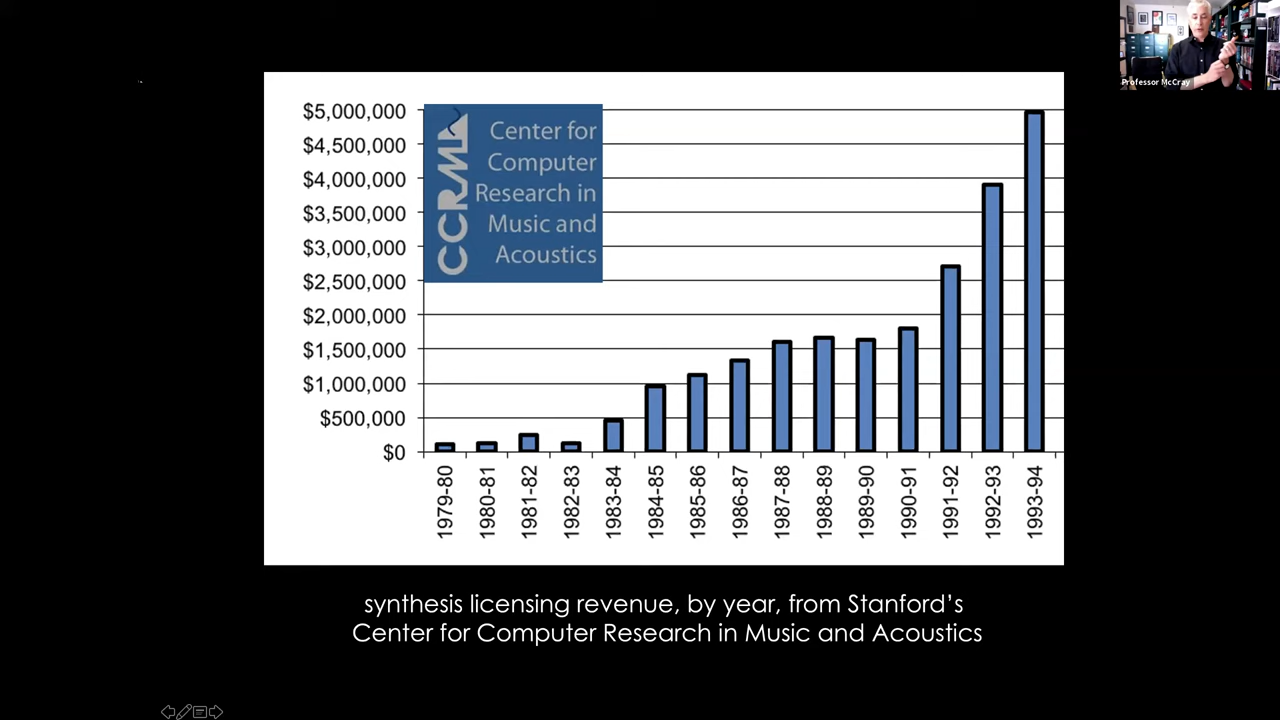 Professor McCray
$5,000,000
$4,500,000
$4,000,000
$3,500,000
$3,000,000
$2,500,000
$2,000,000
$1,500,000
$1,000,000
$500,000
$0
CCRMA
Center for
Computer
Research in
Music and
Acoustics
1979-80
1980-81
1981-82
1982-83
1983-84
1984-85
1985-86
1986-87
1987-88
1988-89
1989-90
1990-91
1991-92
1992-93
1993-94
synthesis licensing revenue, by year, from Stanford’s
Center for Computer Research in Music and Acoustics